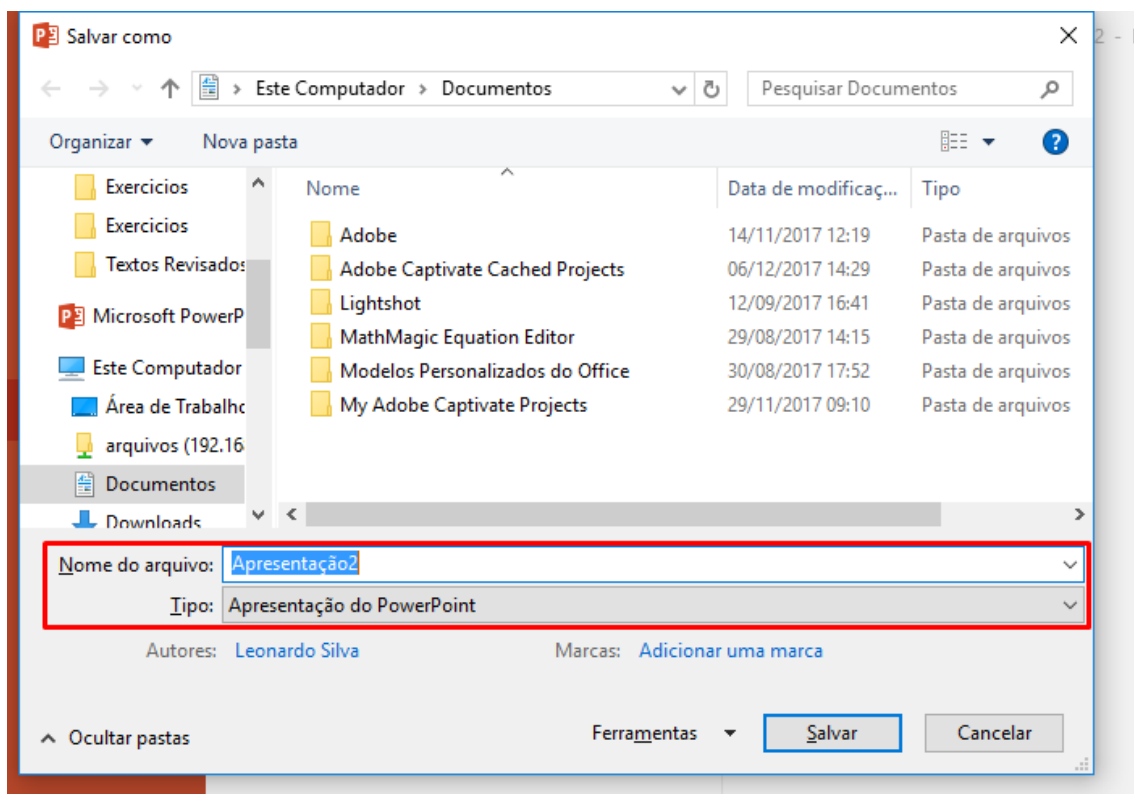 Salvar como
2 -
Este Computador > Documentos
Pesquisar Documentos
Organizar
Nova pasta
?
Exercicios
Exercicios
Textos Revisados
Microsoft PowerP
Este Computador
Área de Trabalho
arquivos (192.16
Documentos
Downloads
Nome Data de modificaç... Tipo
Adobe 14/11/2017 12:19 Pasta de arquivos
Adobe Captivate Cached Projects 06/12/2017 14:29 Pasta de arquivos
Lightshot 12/09/2017 16:41 Pasta de arquivos
MathMagic Equation Editor 29/08/2017 14:15 Pasta de arquivos
Modelos Personalizados do Office 30/08/2017 17:52 Pasta de arquivos
My Adobe Captivate Projects 29/11/2017 09:10 Pasta de arquivos
Nome do arquivo: Apresentação2
Tipo: Apresentação do PowerPoint
Autores: Leonardo Silva Marcas: Adicionar uma marca
Ocultar pastas
Ferramentas
Salvar
Cancelar